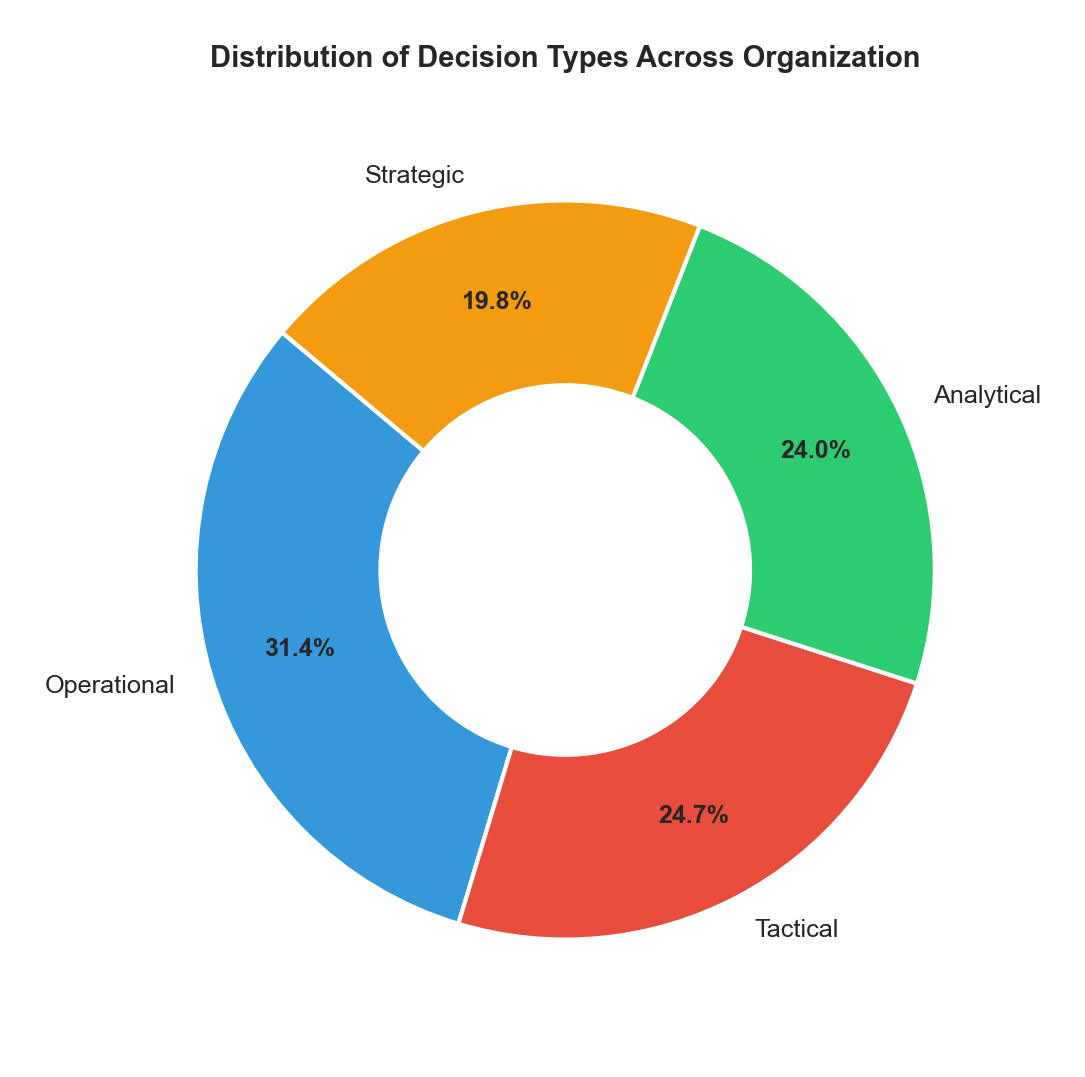 Distribution of Decision Types Across Organization
Strategic
19.8%
Analytical
24.0%
31.4%
Operational
24.7%
Tactical